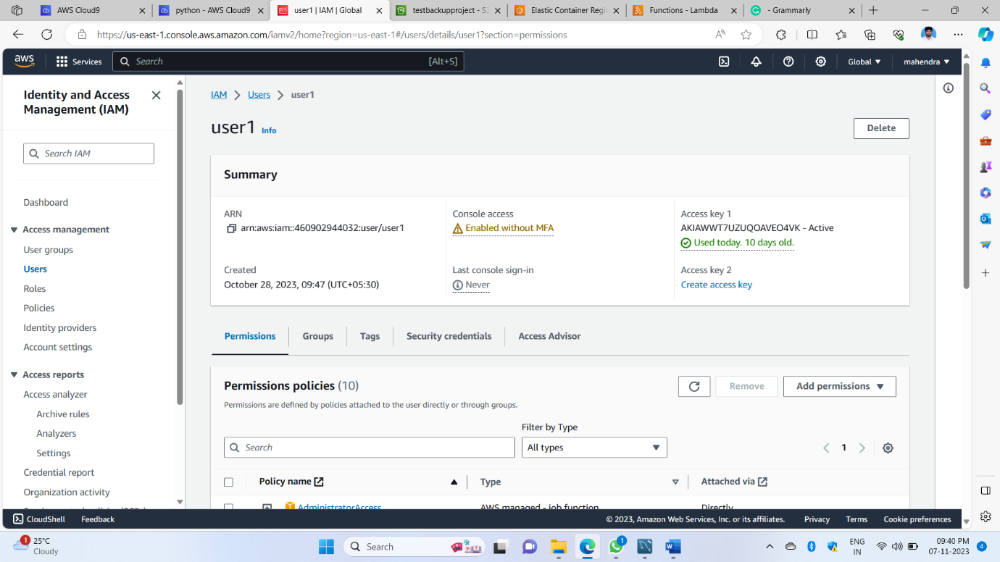 AWS Cloud9
python - AWS Cloud9
user1 | IAM | Global
testbackupproject - S3
Elastic Container Regis
Functions - Lambda
- Grammarly
https://us-east-1.console.aws.amazon.com/iamv2/home?region=us-east-1#/users/details/user1?section=permissions
aws
Services
Search
[Alt+S]
Global
mahendra
Identity and Access
Management (IAM)
Search IAM
Dashboard
Access management
User groups
Users
Roles
Policies
Identity providers
Account settings
Access reports
Access analyzer
Archive rules
Analyzers
Settings
Credential report
Organization activity
IAM > Users > user1
user1 Info
Delete
Summary
ARN
arn:aws:iam::460902944032:user/user1
Created
October 28, 2023, 09:47 (UTC+05:30)
Console access
Enabled without MFA
Last console sign-in
Never
Access key 1
AKIAWWT7UZUQOAVEO4VK - Active
Used today. 10 days old.
Access key 2
Create access key
Permissions
Groups
Tags
Security credentials
Access Advisor
Permissions policies (10)
Permissions are defined by policies attached to the user directly or through groups.
Remove
Add permissions
Filter by Type
Search
All types
1
Policy name
Type
Attached via
AdministratorAccess
AWS managed - job function
Directly
CloudShell
Feedback
© 2023, Amazon Web Services, Inc. or its affiliates.
Privacy
Terms
Cookie preferences
1
25°C
Cloudy
Search
1
ENG
IN
09:40 PM
07-11-2023
4